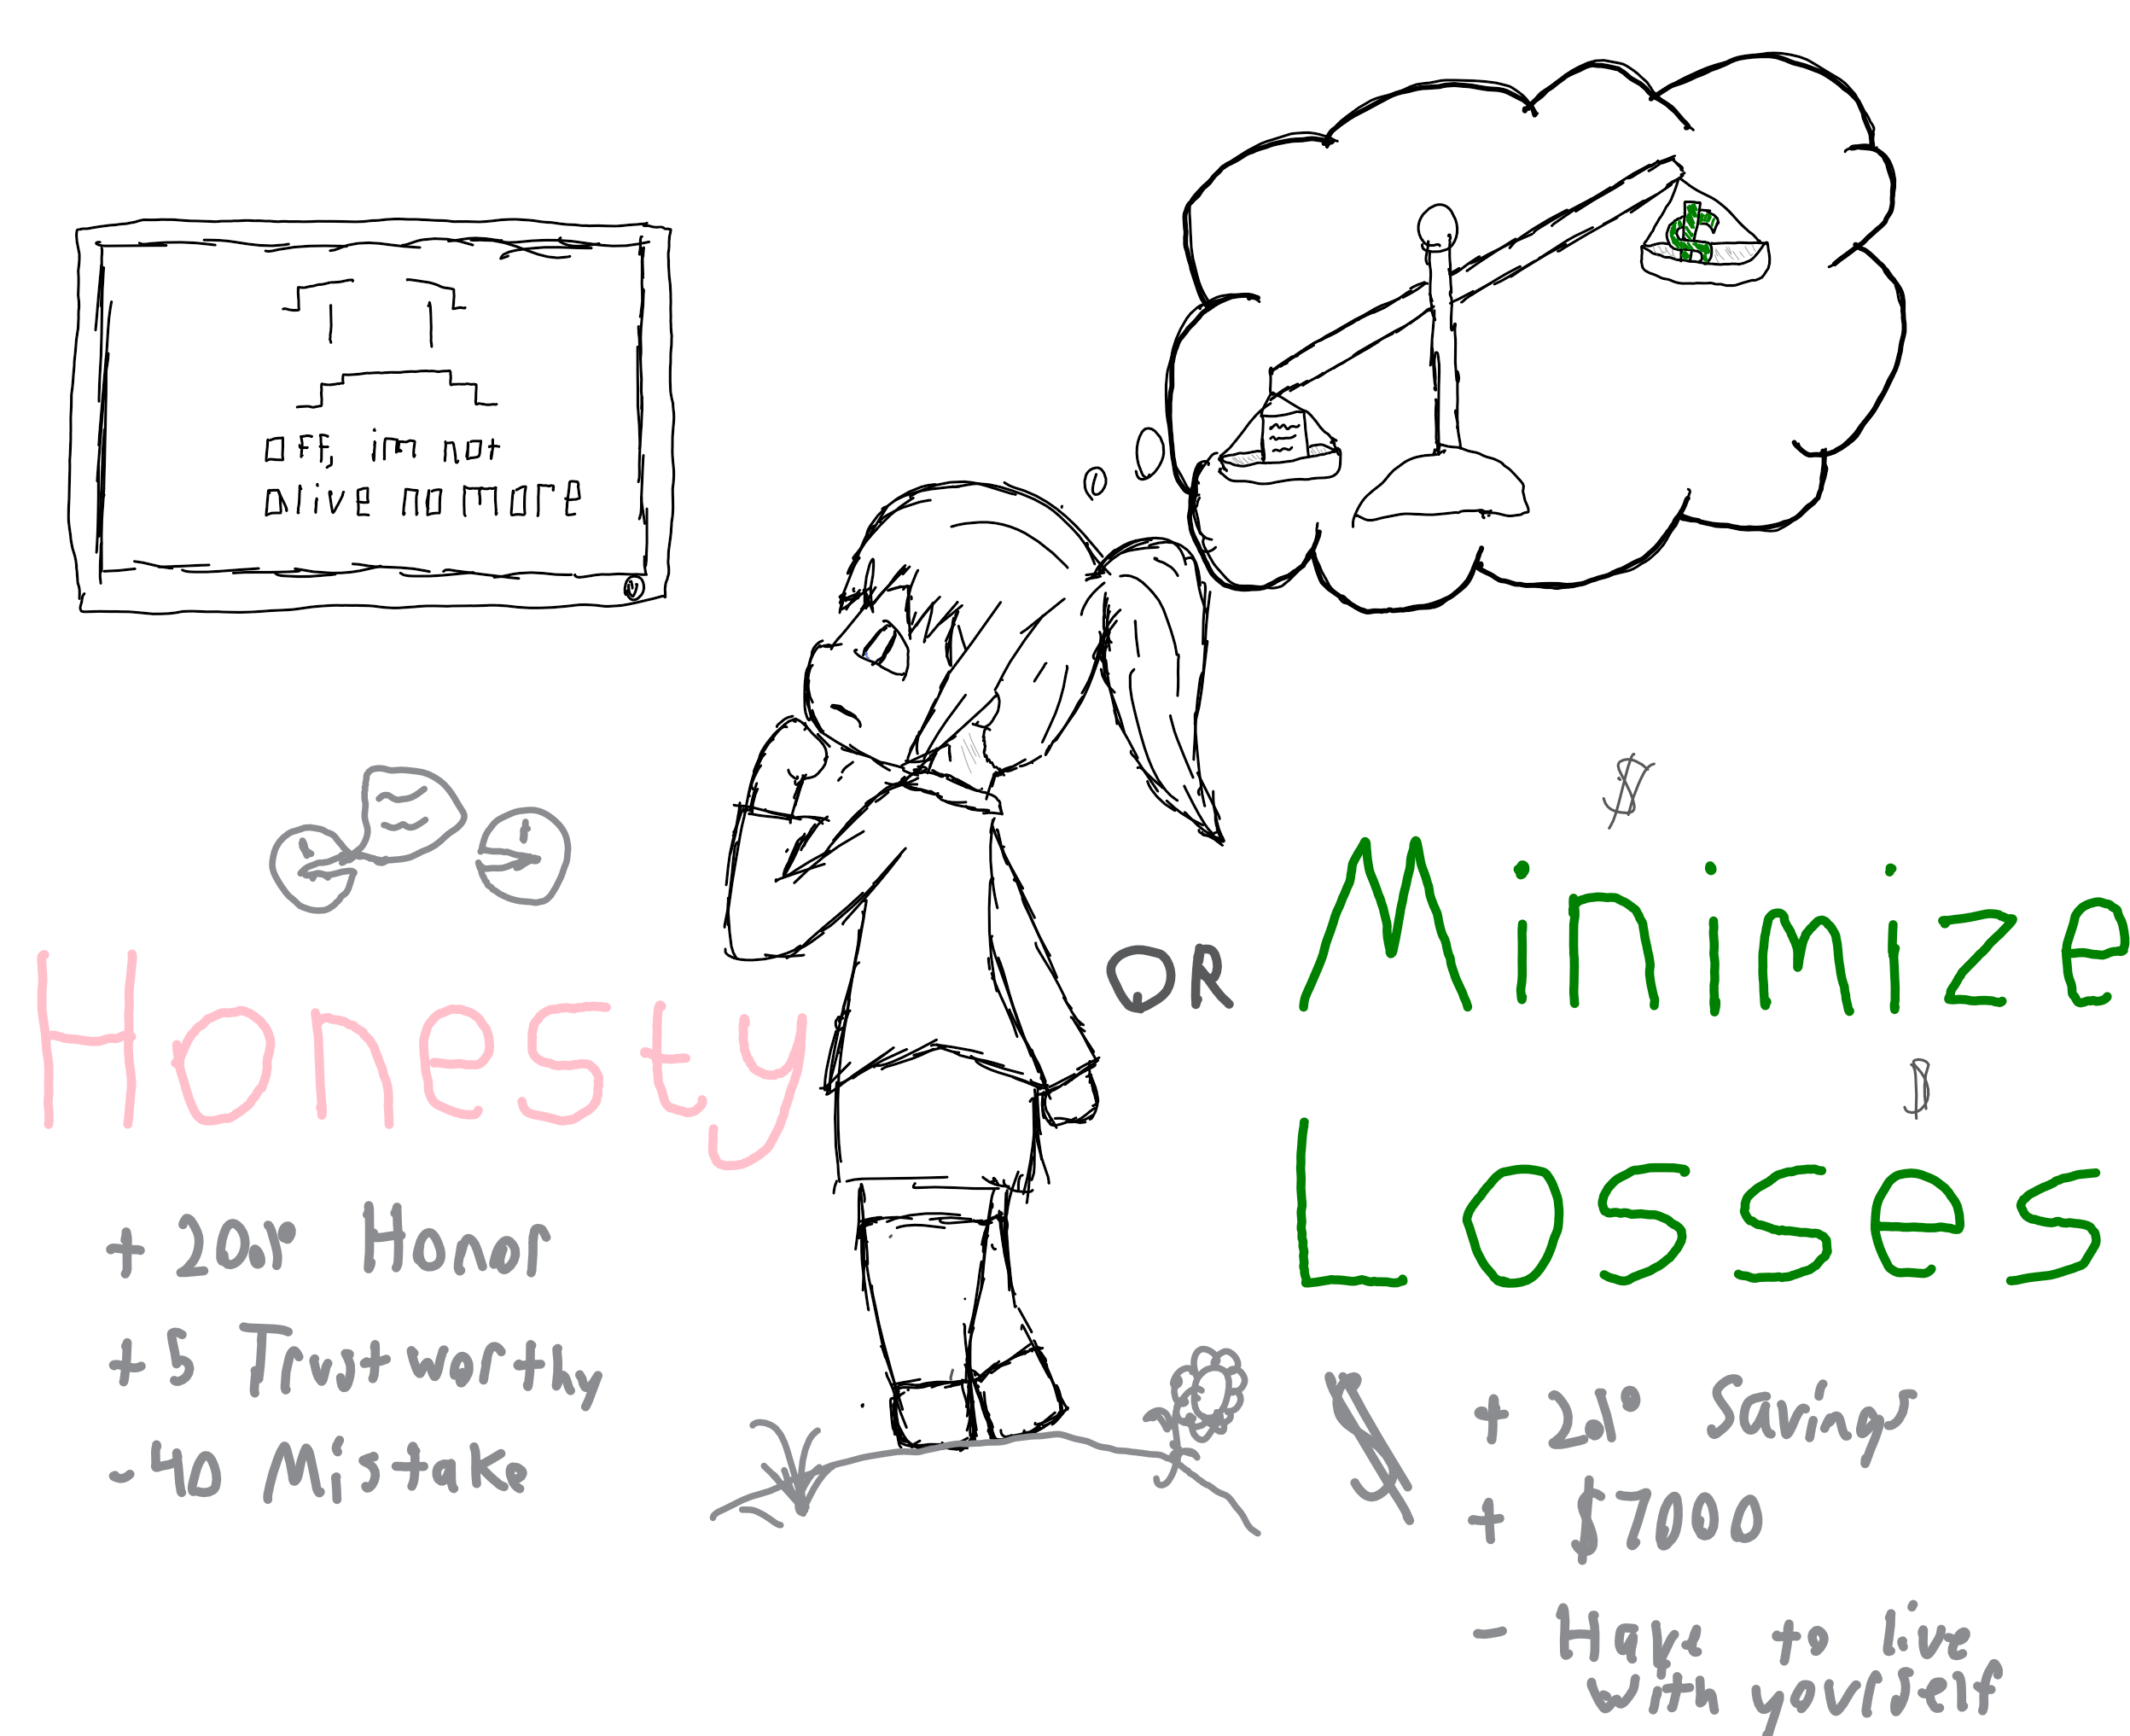 off, im not
alive no more
$
Honesty
OR
Minimize
$
Losses
+ 20% Honor
+ 5 Trustworthy
- 40 Mistake
$
+ 2% Savings
+ $7000
- Have to live
with yourself